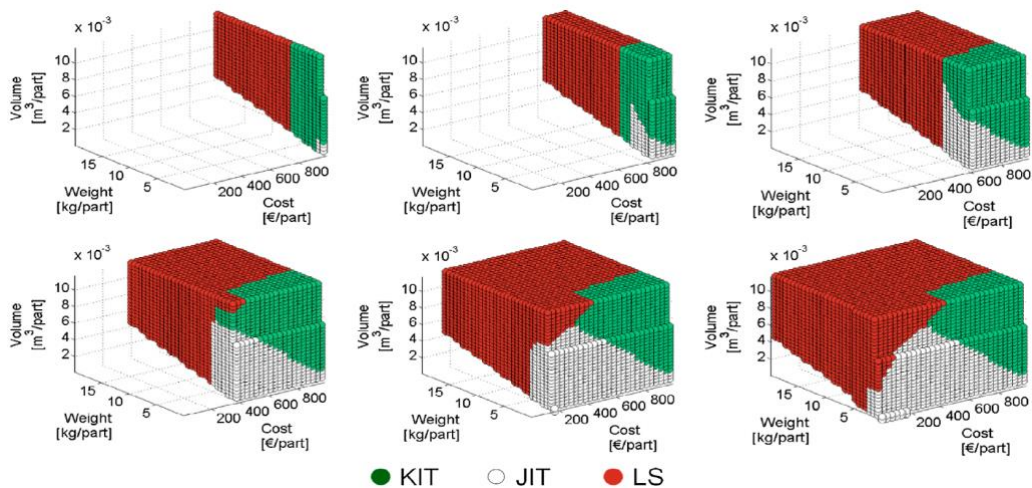 x 10⁻³
Volume
[m³/part]
10
8
6
4
2
15
10
5
Weight
[kg/part]
200
400
600
800
Cost
[€/part]
x 10⁻³
Volume
[m³/part]
10
8
6
4
2
15
10
5
Weight
[kg/part]
200
400
600
800
Cost
[€/part]
x 10⁻³
Volume
[m³/part]
10
8
6
4
2
15
10
5
Weight
[kg/part]
200
400
600
800
Cost
[€/part]
x 10⁻³
Volume
[m³/part]
10
8
6
4
2
15
10
5
Weight
[kg/part]
200
400
600
800
Cost
[€/part]
x 10⁻³
Volume
[m³/part]
10
8
6
4
2
15
10
5
Weight
[kg/part]
200
400
600
800
Cost
[€/part]
x 10⁻³
Volume
[m³/part]
10
8
6
4
2
15
10
5
Weight
[kg/part]
200
400
600
800
Cost
[€/part]
KIT JIT LS